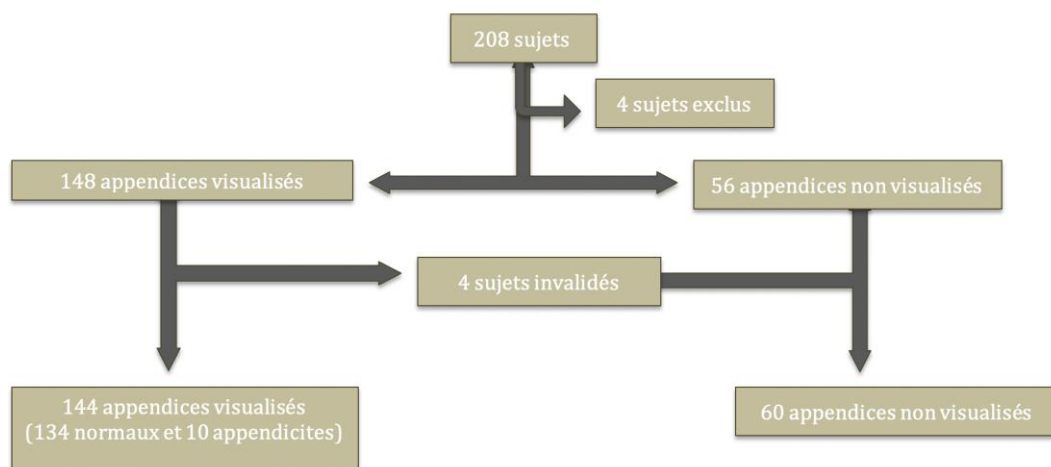 208 sujets
4 sujets exclus
148 appendices visualisés
56 appendices non visualisés
4 sujets invalidés
144 appendices visualisés
(134 normaux et 10 appendicites)
60 appendices non visualisés